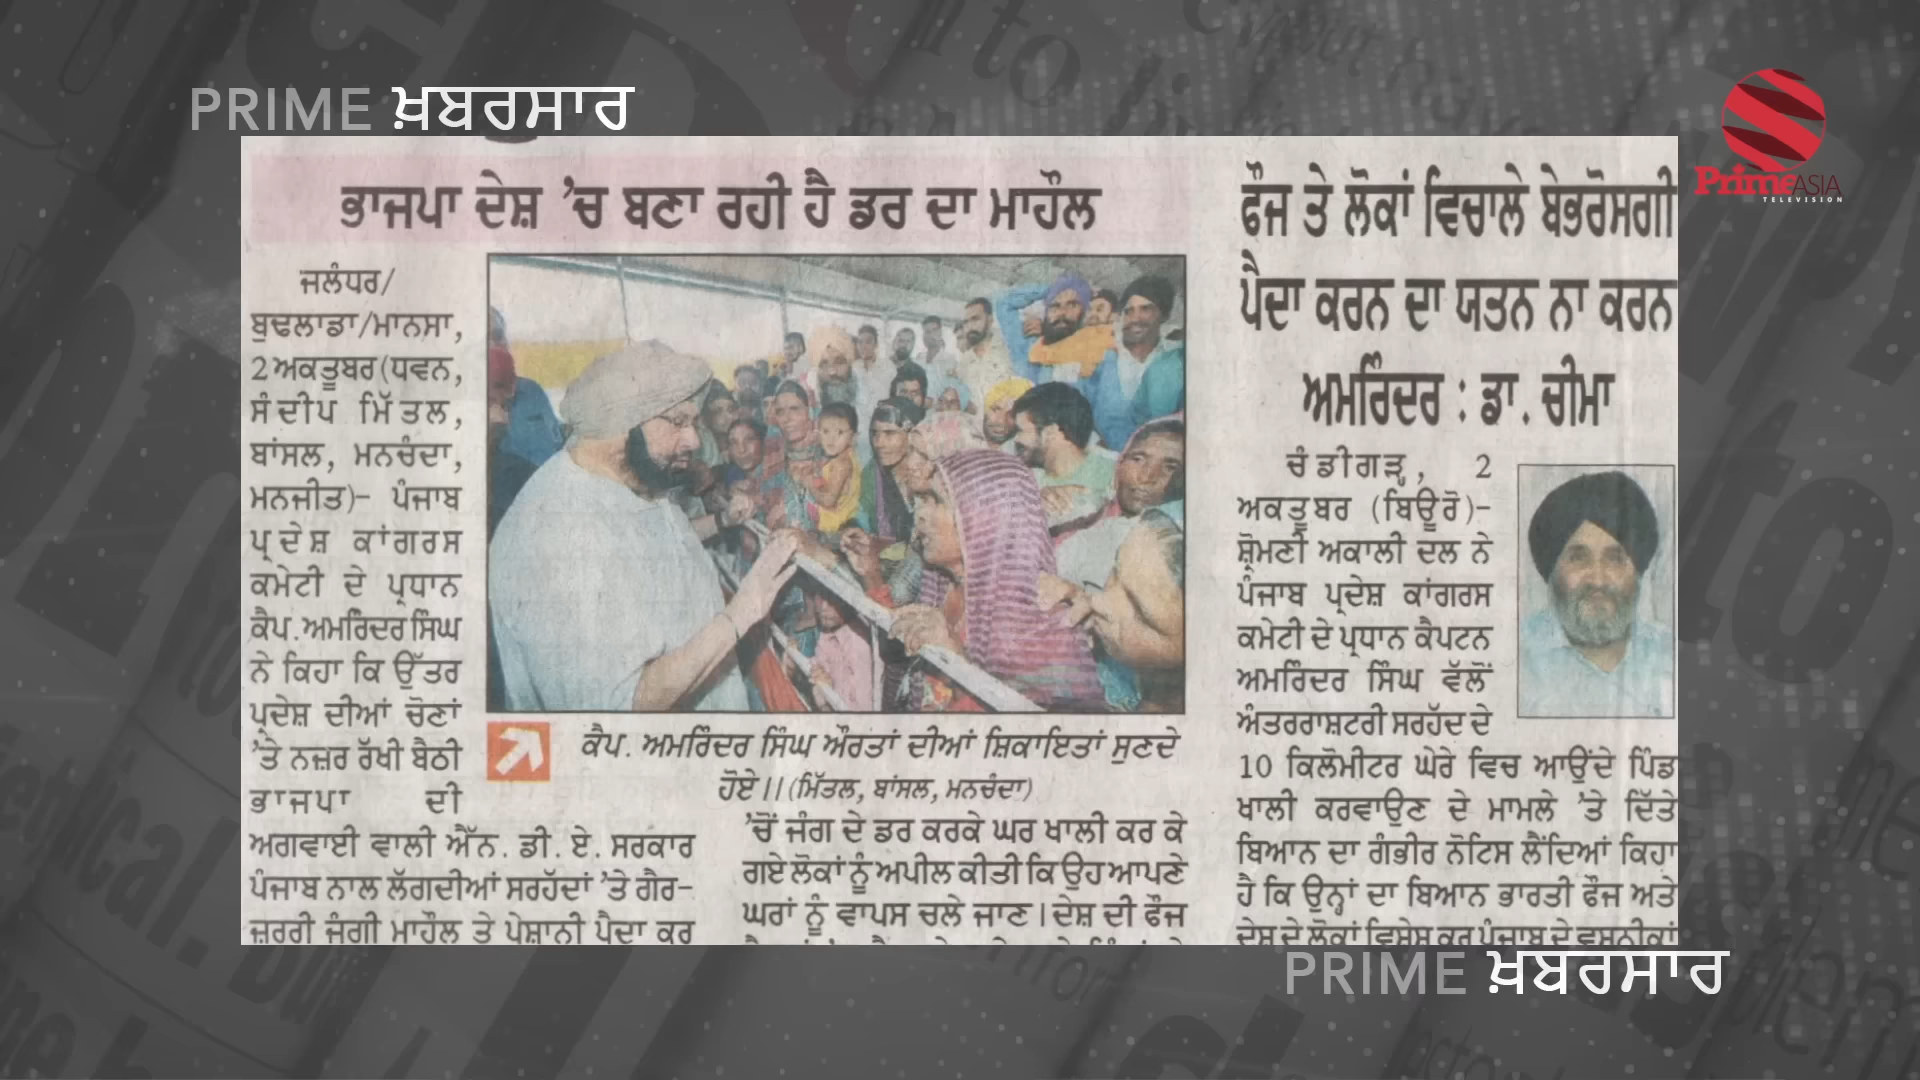 PRIME ਖ਼ਬਰਸਾਰ
Prime ASIA
TELEVISION
ਭਾਜਪਾ ਦੇਸ਼ 'ਚ ਬਣਾ ਰਹੀ ਹੈ ਡਰ ਦਾ ਮਾਹੌਲ
ਜਲੰਧਰ/
ਬੁਢਲਾਡਾ/ਮਾਨਸਾ,
2 ਅਕਤੂਬਰ (ਧਵਨ,
ਸੰਦੀਪ ਮਿੱਤਲ,
ਬਾਂਸਲ, ਮਨਚੰਦਾ,
ਮਨਜੀਤ)- ਪੰਜਾਬ
ਪ੍ਰਦੇਸ਼ ਕਾਂਗਰਸ
ਕਮੇਟੀ ਦੇ ਪ੍ਰਧਾਨ
ਕੈਪ. ਅਮਰਿੰਦਰ ਸਿੰਘ
ਨੇ ਕਿਹਾ ਕਿ ਉੱਤਰ
ਪ੍ਰਦੇਸ਼ ਦੀਆਂ ਚੋਣਾਂ
'ਤੇ ਨਜ਼ਰ ਰੱਖੀ ਬੈਠੀ
ਭਾਜਪਾ ਦੀ
ਅਗਵਾਈ ਵਾਲੀ ਐੱਨ. ਡੀ. ਏ. ਸਰਕਾਰ
ਪੰਜਾਬ ਨਾਲ ਲੱਗਦੀਆਂ ਸਰਹੱਦਾਂ 'ਤੇ ਗੈਰ-
ਜ਼ਰੂਰੀ ਜੰਗੀ ਮਾਹੌਲ ਤੇ ਪੇਸ਼ਾਨੀ ਪੈਦਾ ਕਰ
ਕੈਪ. ਅਮਰਿੰਦਰ ਸਿੰਘ ਔਰਤਾਂ ਦੀਆਂ ਸ਼ਿਕਾਇਤਾਂ ਸੁਣਦੇ
ਹੋਏ।। (ਮਿੱਤਲ, ਬਾਂਸਲ, ਮਨਚੰਦਾ)
'ਚੋਂ ਜੰਗ ਦੇ ਡਰ ਕਰਕੇ ਘਰ ਖਾਲੀ ਕਰ ਕੇ
ਗਏ ਲੋਕਾਂ ਨੂੰ ਅਪੀਲ ਕੀਤੀ ਕਿ ਉਹ ਆਪਣੇ
ਘਰਾਂ ਨੂੰ ਵਾਪਸ ਚਲੇ ਜਾਣ। ਦੇਸ਼ ਦੀ ਫੌਜ
ਫੌਜ ਤੇ ਲੋਕਾਂ ਵਿਚਾਲੇ ਬੇਭਰੋਸਗੀ
ਪੈਦਾ ਕਰਨ ਦਾ ਯਤਨ ਨਾ ਕਰਨ
ਅਮਰਿੰਦਰ : ਡਾ. ਚੀਮਾ
ਚੰਡੀਗੜ੍ਹ, 2
ਅਕਤੂਬਰ (ਬਿਊਰੋ)-
ਸ਼੍ਰੋਮਣੀ ਅਕਾਲੀ ਦਲ ਨੇ
ਪੰਜਾਬ ਪ੍ਰਦੇਸ਼ ਕਾਂਗਰਸ
ਕਮੇਟੀ ਦੇ ਪ੍ਰਧਾਨ ਕੈਪਟਨ
ਅਮਰਿੰਦਰ ਸਿੰਘ ਵੱਲੋਂ
ਅੰਤਰਰਾਸ਼ਟਰੀ ਸਰਹੱਦ ਦੇ
10 ਕਿਲੋਮੀਟਰ ਘੇਰੇ ਵਿਚ ਆਉਂਦੇ ਪਿੰਡ
ਖਾਲੀ ਕਰਵਾਉਣ ਦੇ ਮਾਮਲੇ 'ਤੇ ਦਿੱਤੇ
ਬਿਆਨ ਦਾ ਗੰਭੀਰ ਨੋਟਿਸ ਲੈਂਦਿਆਂ ਕਿਹਾ
ਹੈ ਕਿ ਉਨ੍ਹਾਂ ਦਾ ਬਿਆਨ ਭਾਰਤੀ ਫੌਜ ਅਤੇ
ਦੇਸ਼ ਦੇ ਲੋਕਾਂ ਵਿਸ਼ੇਸ਼ ਕਰ ਪੰਜਾਬ ਦੇ ਵਸਨੀਕਾਂ
PRIME ਖ਼ਬਰਸਾਰ